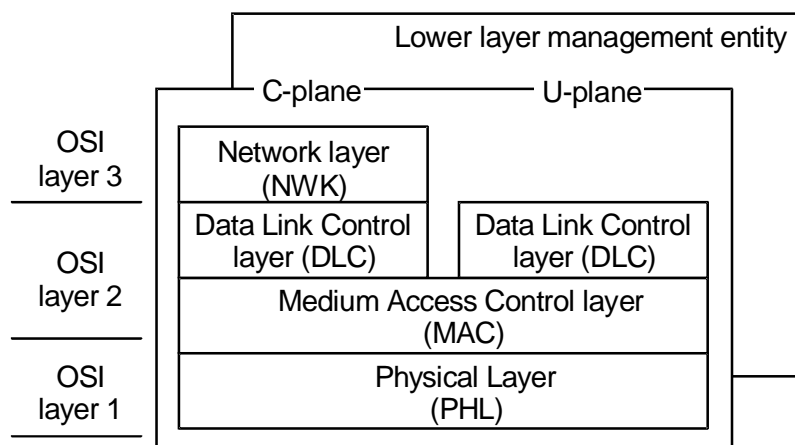 Lower layer management entity
C-plane
U-plane
OSI
layer 3
Network layer
(NWK)
OSI
layer 2
Data Link Control
layer (DLC)
Data Link Control
layer (DLC)
Medium Access Control layer
(MAC)
OSI
layer 1
Physical Layer
(PHL)